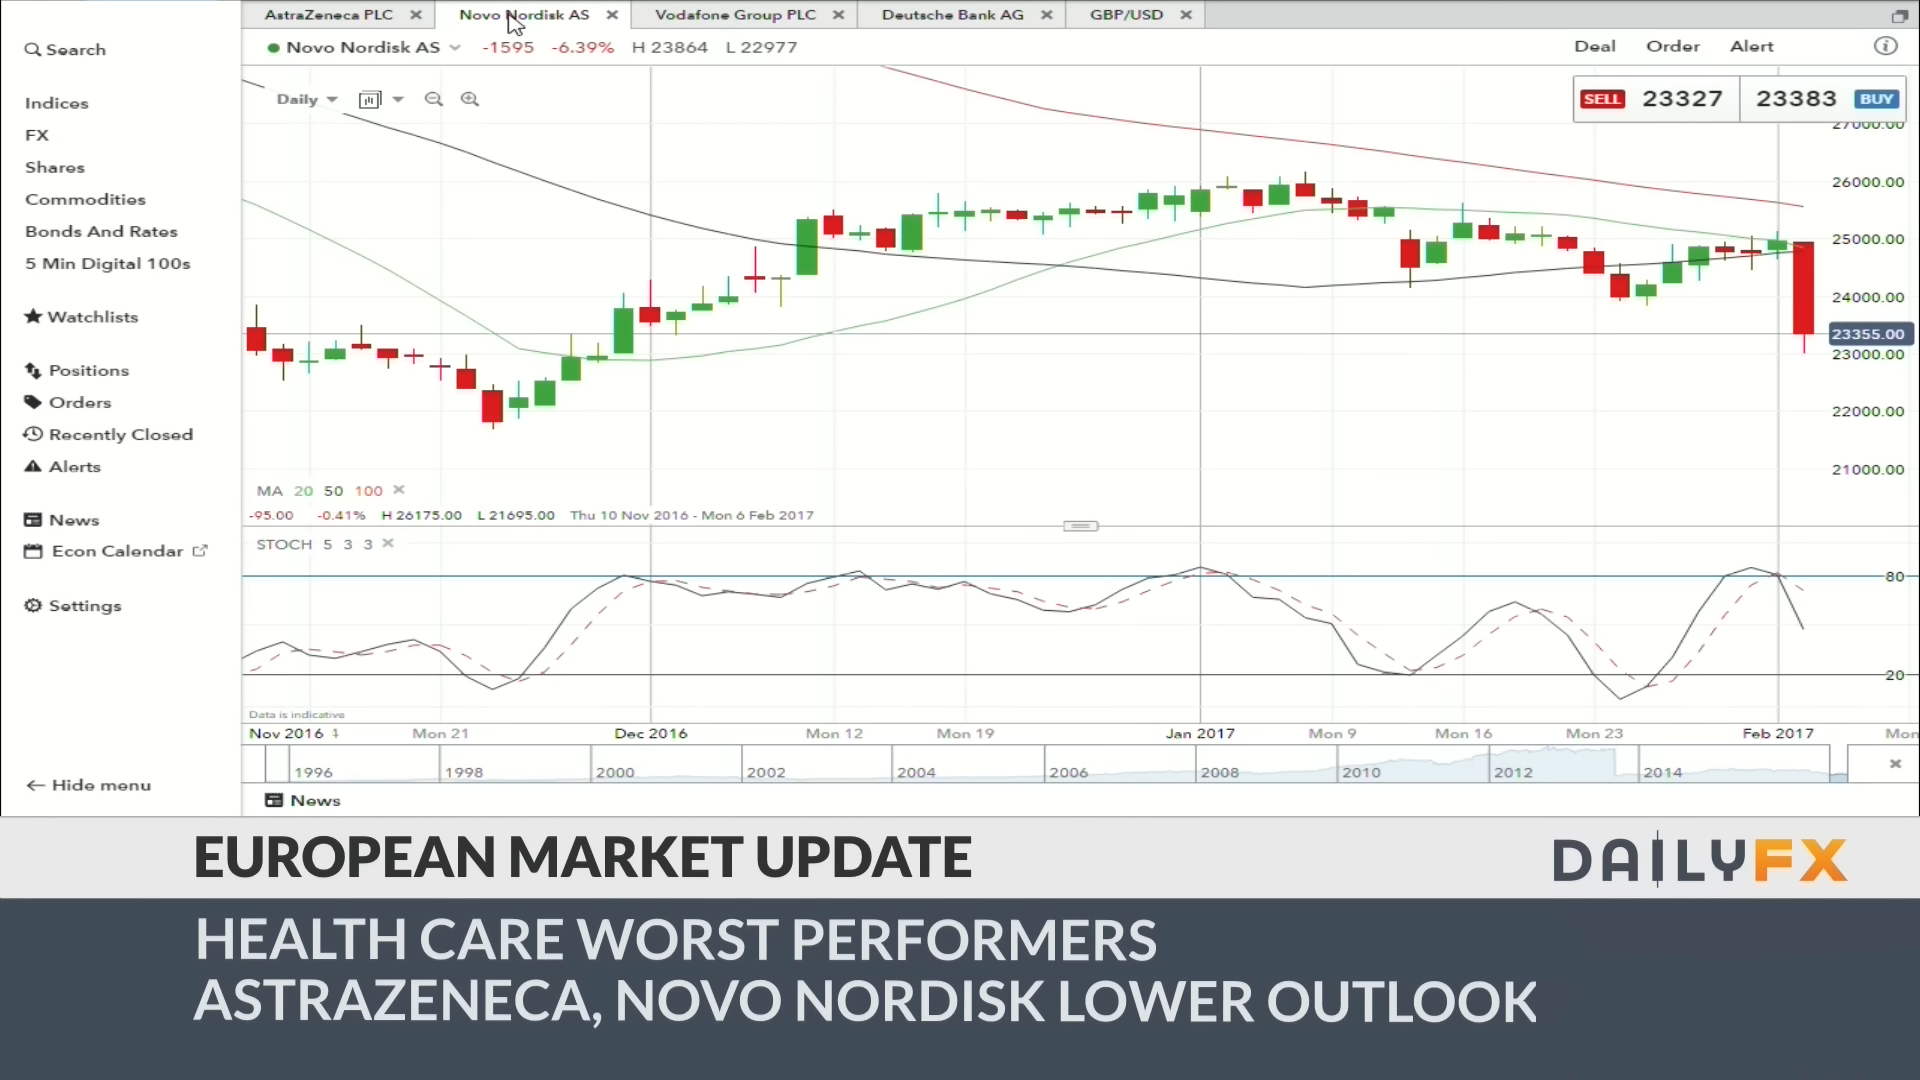 AstraZeneca PLC
Novo Nordisk AS
Vodafone Group PLC
Deutsche Bank AG
GBP/USD
Search
Indices
FX
Shares
Commodities
Bonds And Rates
5 Min Digital 100s
Watchlists
Positions
Orders
Recently Closed
Alerts
News
Econ Calendar
Settings
Hide menu
Novo Nordisk AS -1595 -6.39% H 23864 L 22977
Deal Order Alert
Daily
SELL 23327 23383 BUY
27000.00
26000.00
25000.00
24000.00
23355.00
23000.00
22000.00
21000.00
MA 20 50 100
-95.00 -0.41% H 26175.00 L 21695.00 Thu 10 Nov 2016 - Mon 6 Feb 2017
STOCH 5 3 3
80
20
Data is indicative
Nov 2016 Mon 21 Dec 2016 Mon 12 Mon 19 Jan 2017 Mon 9 Mon 16 Mon 23 Feb 2017 Mon
1996 1998 2000 2002 2004 2006 2008 2010 2012 2014
News
EUROPEAN MARKET UPDATE
DAILYFX
HEALTH CARE WORST PERFORMERS
ASTRAZENECA, NOVO NORDISK LOWER OUTLOOK